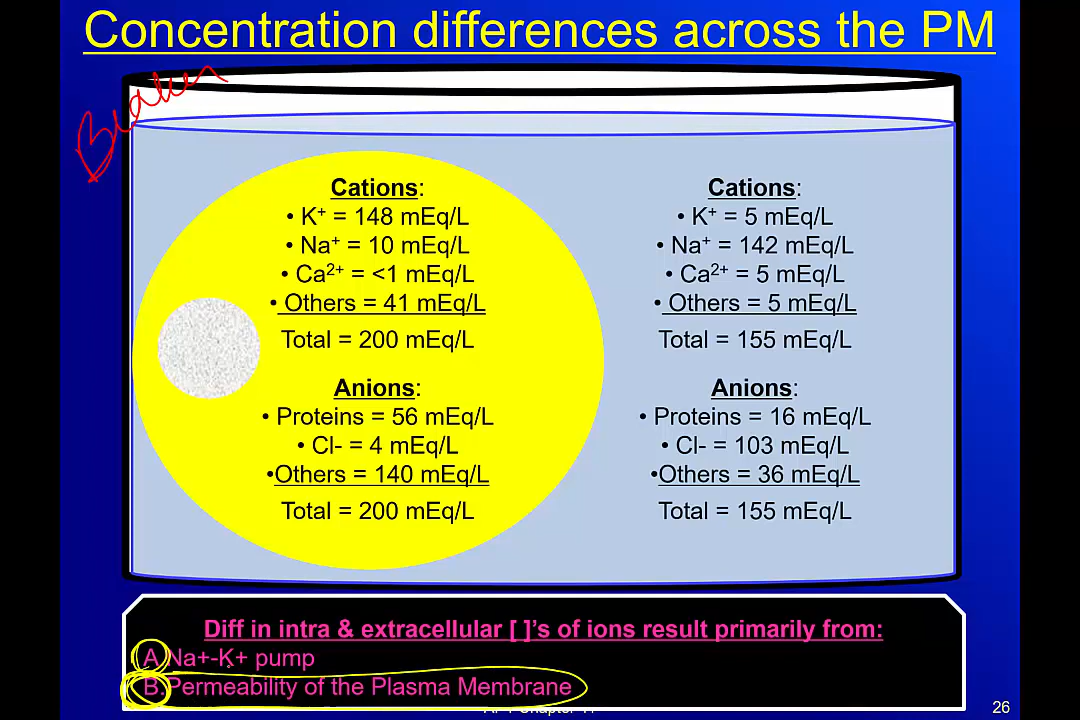 Concentration differences across the PM
Beaker
Cations:
• K+ = 148 mEq/L
• Na+ = 10 mEq/L
• Ca2+ = <1 mEq/L
• Others = 41 mEq/L
Total = 200 mEq/L
Anions:
• Proteins = 56 mEq/L
• Cl- = 4 mEq/L
•Others = 140 mEq/L
Total = 200 mEq/L
Cations:
• K+ = 5 mEq/L
• Na+ = 142 mEq/L
• Ca2+ = 5 mEq/L
• Others = 5 mEq/L
Total = 155 mEq/L
Anions:
• Proteins = 16 mEq/L
• Cl- = 103 mEq/L
•Others = 36 mEq/L
Total = 155 mEq/L
Diff in intra & extracellular [ ]’s of ions result primarily from:
A.Na+-K+ pump
B.Permeability of the Plasma Membrane
26